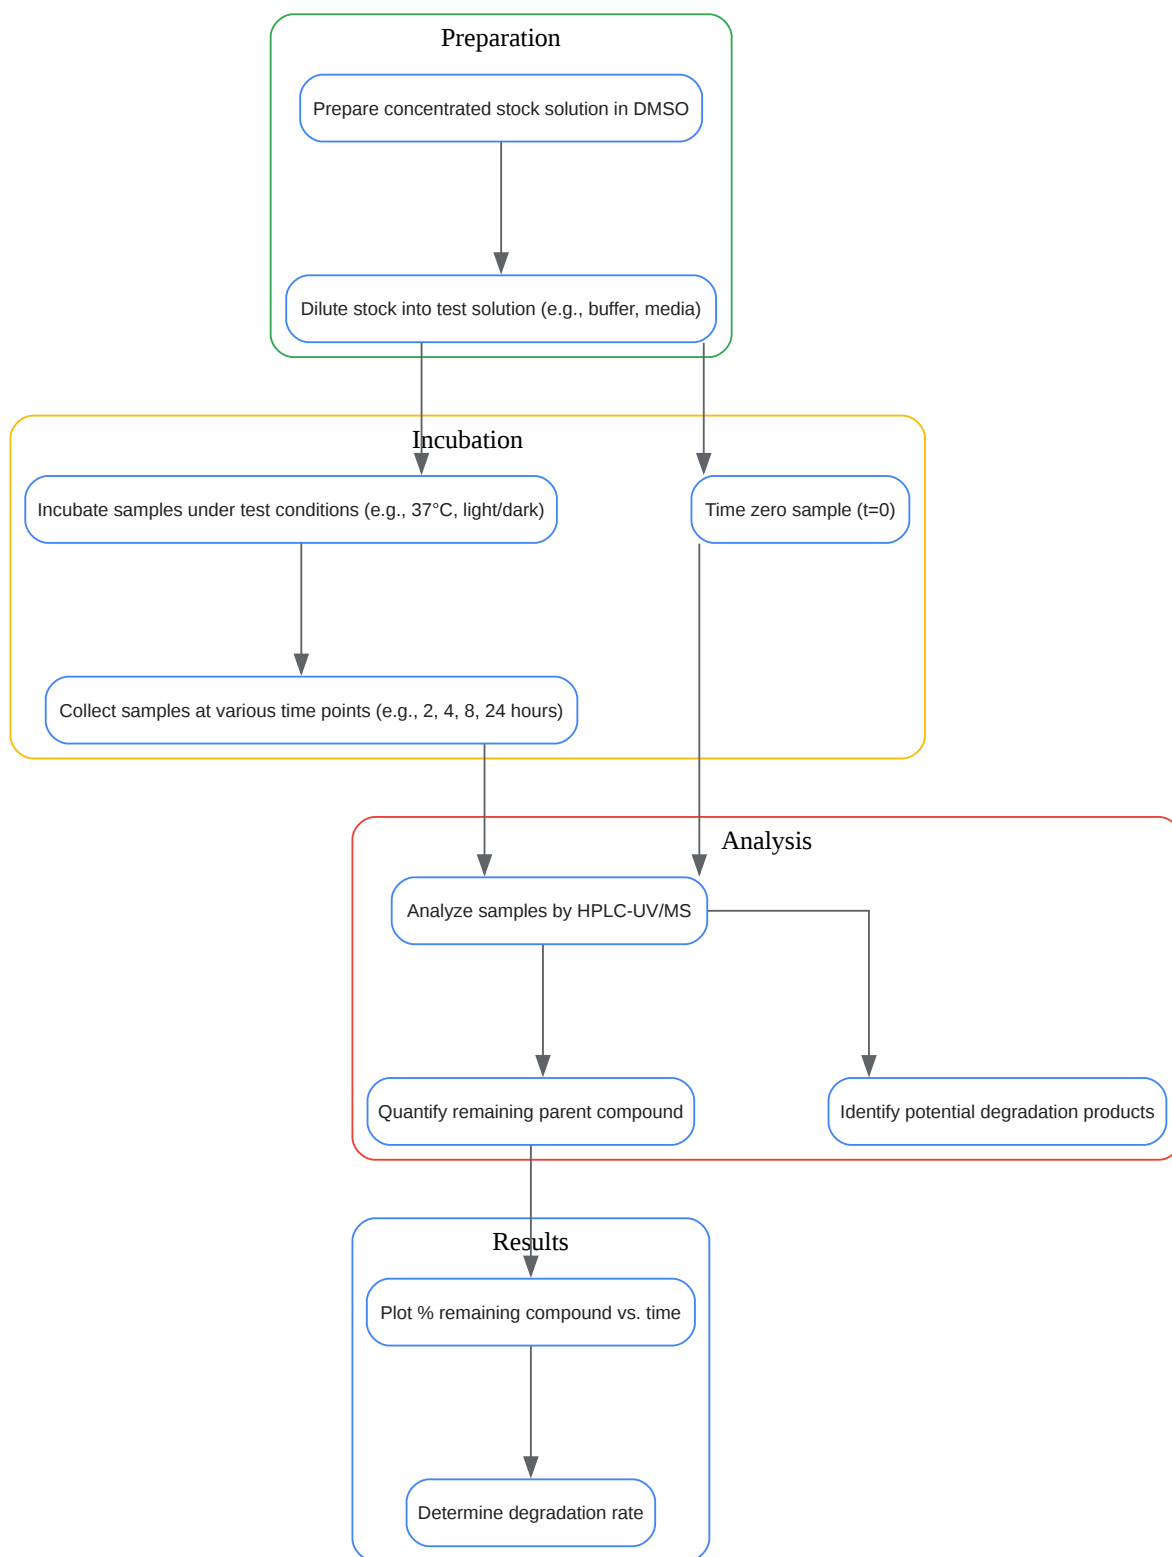 Preparation
Prepare concentrated stock solution in DMSO
Dilute stock into test solution (e.g., buffer, media)
Incubation
Incubate samples under test conditions (e.g., 37°C, light/dark)
Time zero sample (t=0)
Collect samples at various time points (e.g., 2, 4, 8, 24 hours)
Analysis
Analyze samples by HPLC-UV/MS
Quantify remaining parent compound
Identify potential degradation products
Results
Plot % remaining compound vs. time
Determine degradation rate